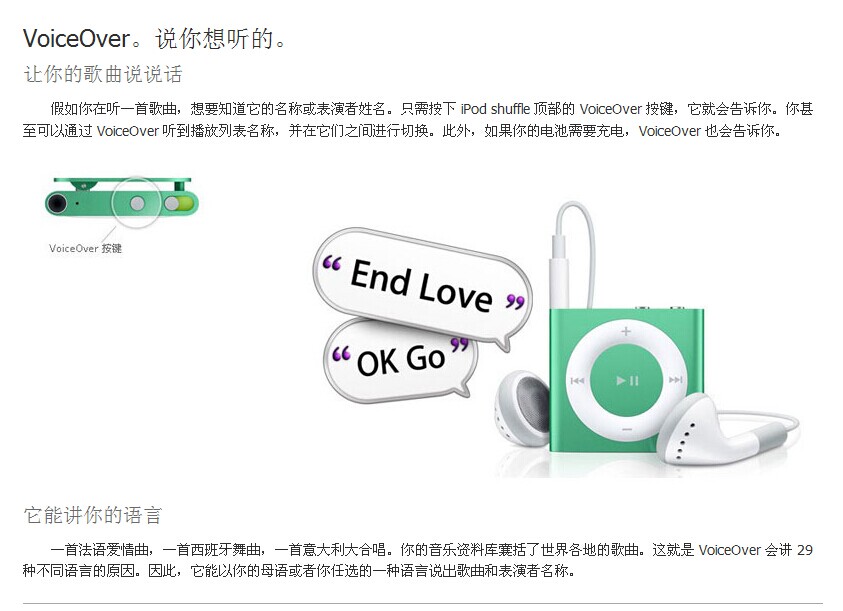 VoiceOver。说你想听的。
让你的歌曲说说话
假如你在听一首歌曲，想要知道它的名称或表演者姓名。只需按下 iPod shuffle 顶部的 VoiceOver 按键，它就会告诉你。你甚
至可以通过 VoiceOver 听到播放列表名称，并在它们之间进行切换。此外，如果你的电池需要充电，VoiceOver 也会告诉你。
VoiceOver 按键
“ End Love ”
“ OK Go ”
它能讲你的语言
一首法语爱情曲，一首西班牙舞曲，一首意大利大合唱。你的音乐资料库囊括了世界各地的歌曲。这就是 VoiceOver 会讲 29
种不同语言的原因。因此，它能以你的母语或者你任选的一种语言说出歌曲和表演者名称。